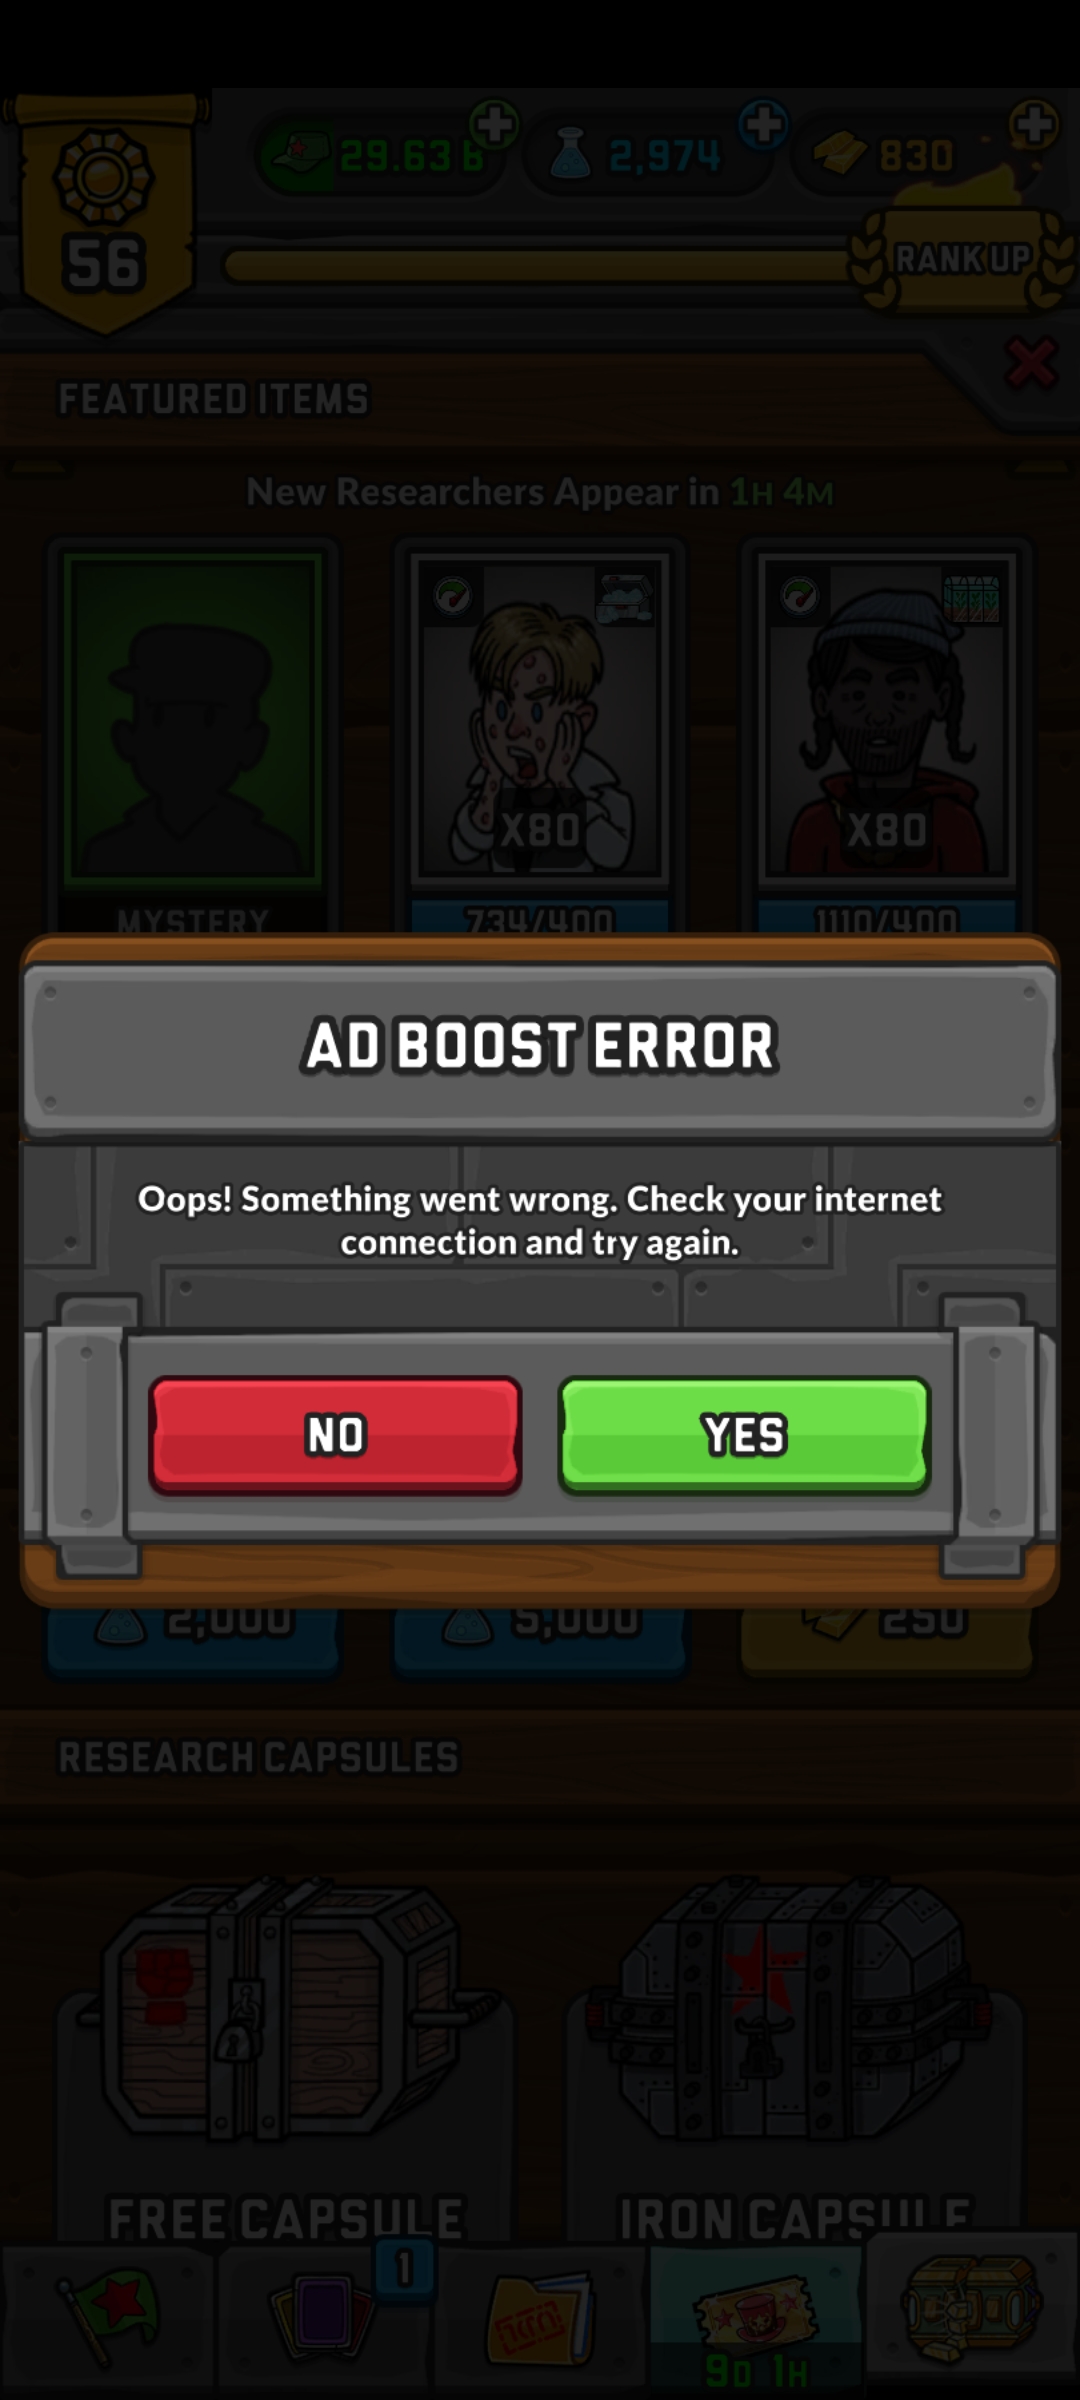 56
29.63 B
2,974
830
RANK UP
FEATURED ITEMS
New Researchers Appear in 1H 4M
X80
X80
MYSTERY
734/400
1110/400
AD BOOST ERROR
Oops! Something went wrong. Check your internet
connection and try again.
NO
YES
2,000
5,000
250
RESEARCH CAPSULES
FREE CAPSULE
IRON CAPSULE
1
9D 1H